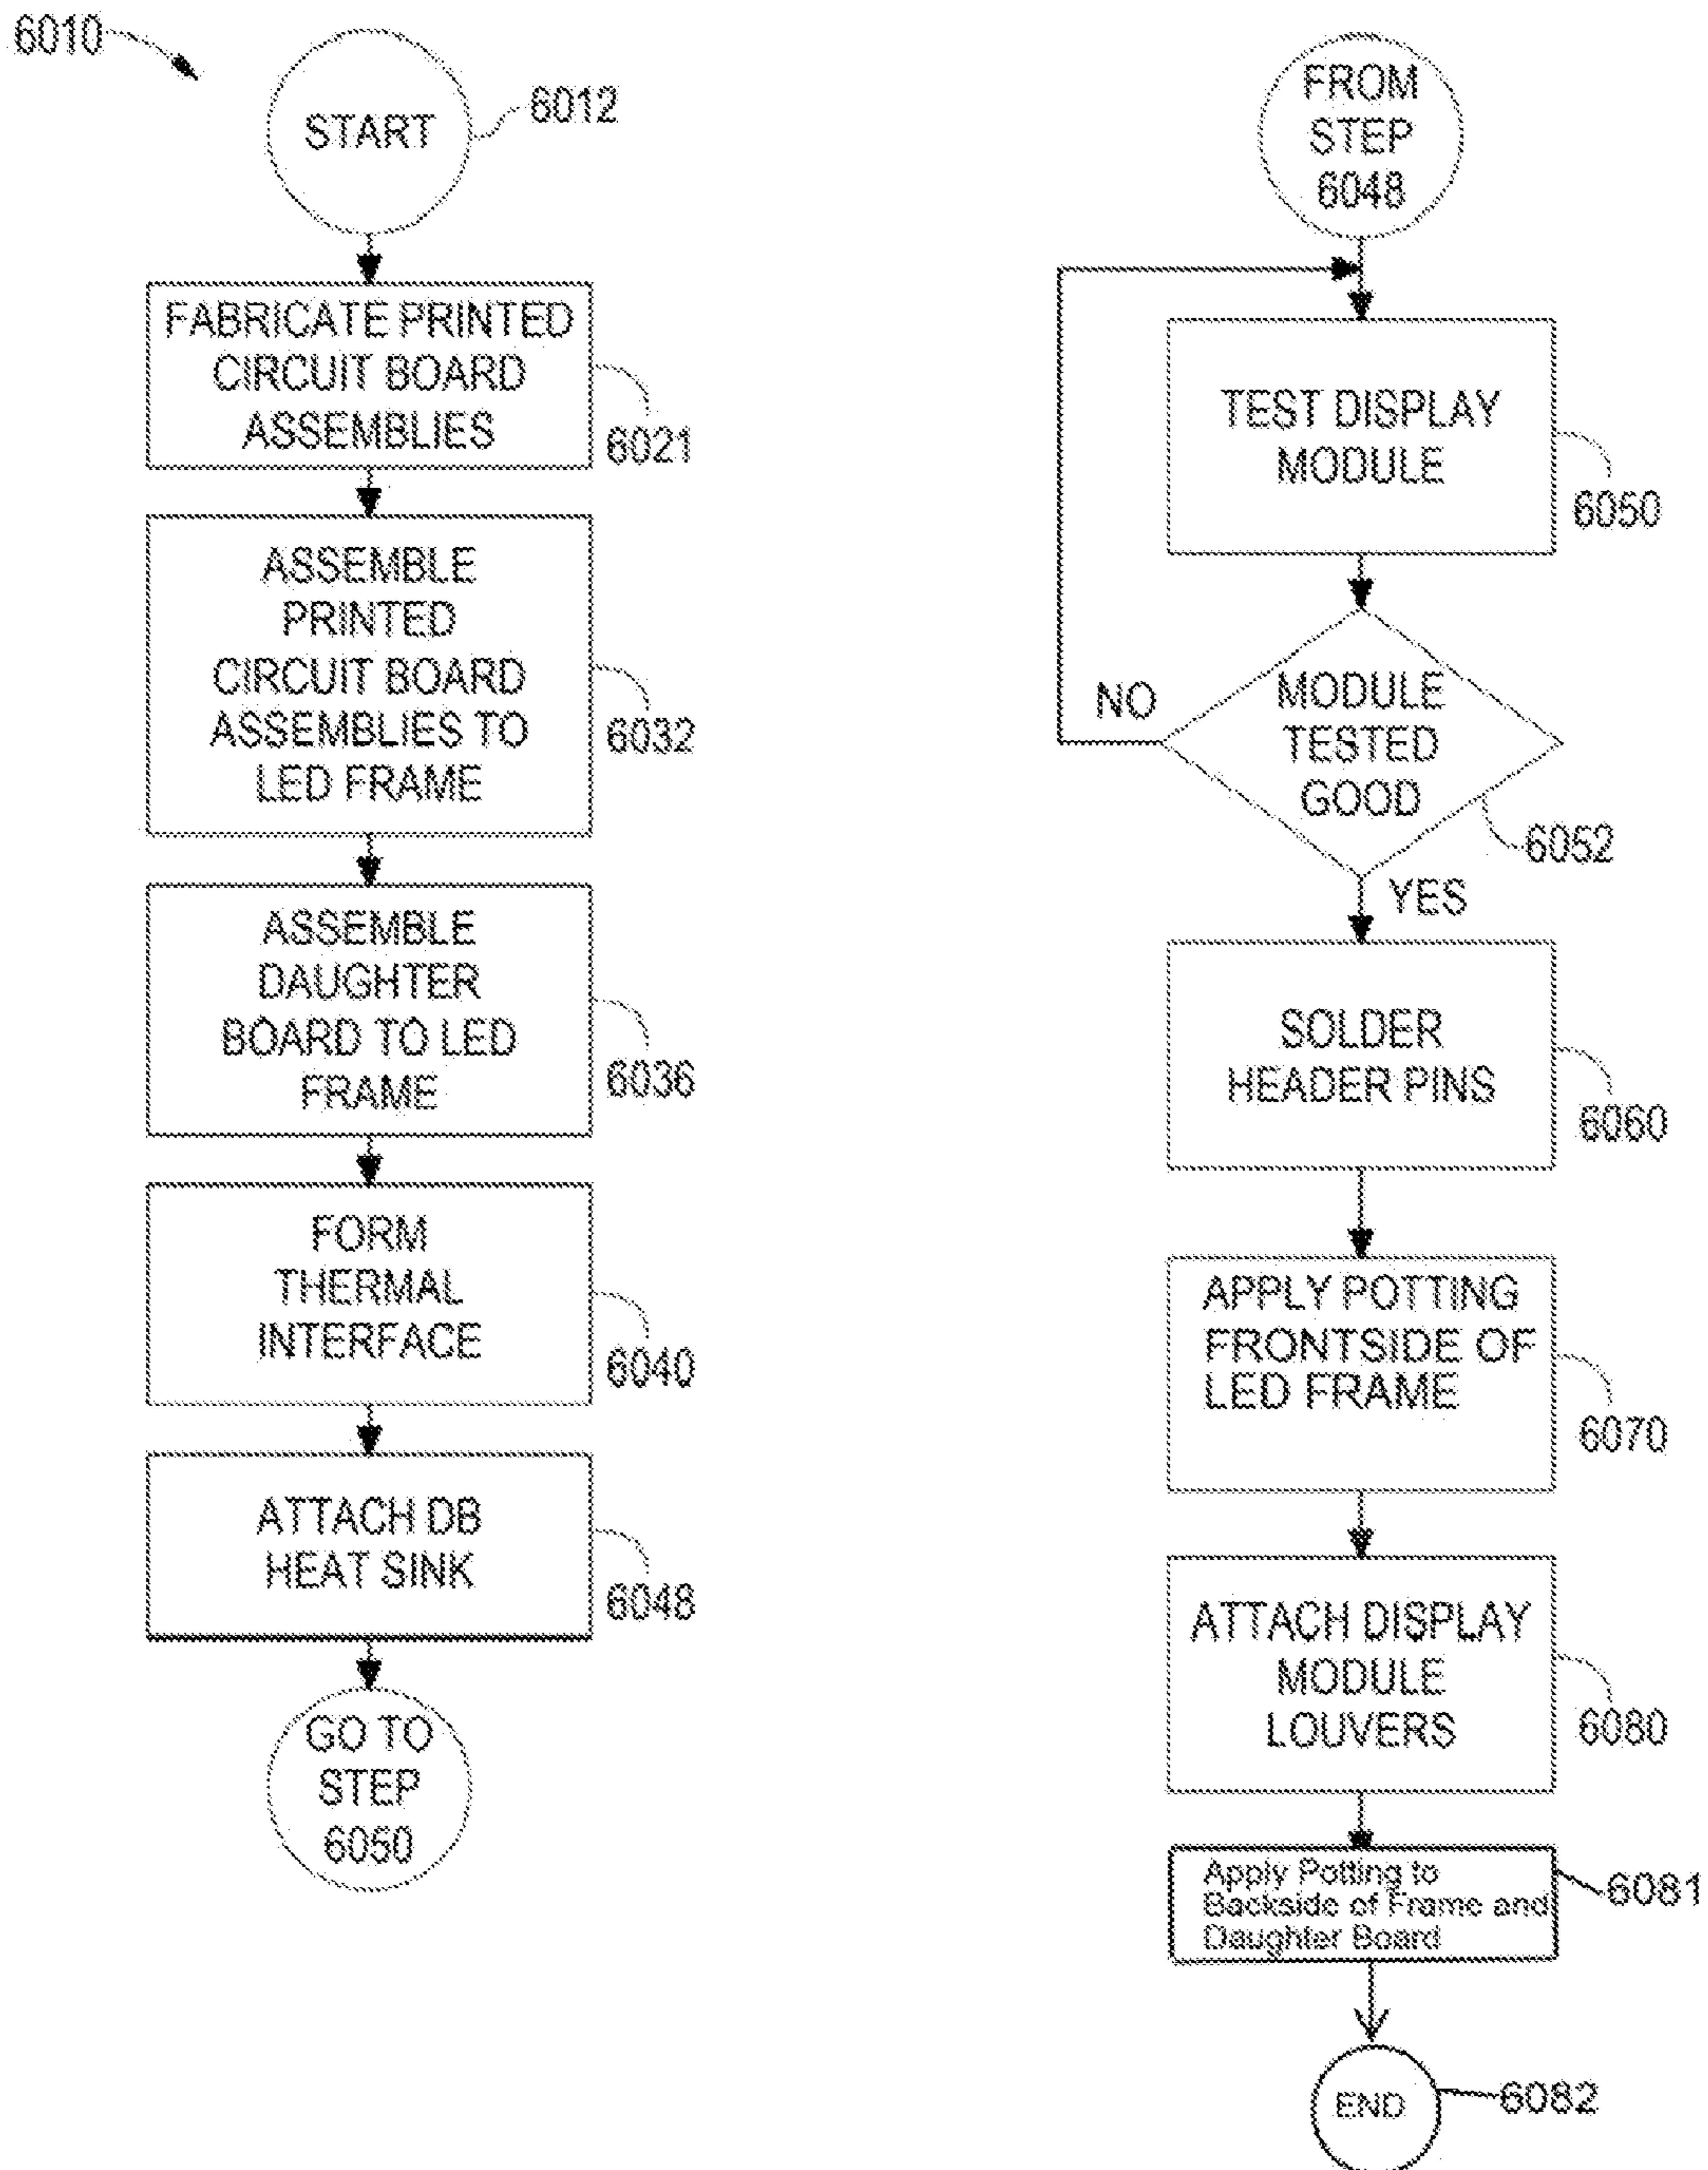 6010
START
6012
FABRICATE PRINTED
CIRCUIT BOARD
ASSEMBLIES
6021
ASSEMBLE
PRINTED
CIRCUIT BOARD
ASSEMBLIES TO
LED FRAME
6032
ASSEMBLE
DAUGHTER
BOARD TO LED
FRAME
6036
FORM
THERMAL
INTERFACE
6040
ATTACH DB
HEAT SINK
6048
GO TO
STEP
6050
FROM
STEP
6048
TEST DISPLAY
MODULE
6050
MODULE
TESTED
GOOD
NO
6052
YES
SOLDER
HEADER PINS
6060
APPLY POTTING
FRONTSIDE OF
LED FRAME
6070
ATTACH DISPLAY
MODULE
LOUVERS
6080
Apply Potting to
Backside of Frame and
Daughter Board
6081
END
6082